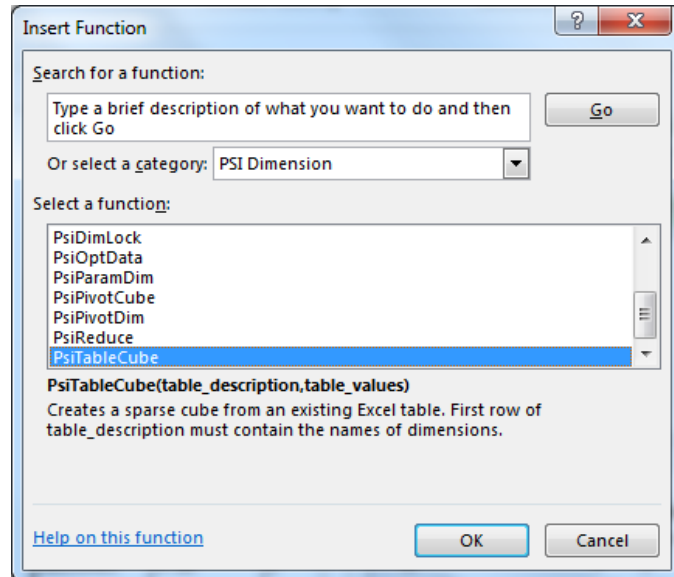 Insert Function
Search for a function:
Type a brief description of what you want to do and then
click Go
Go
Or select a category: PSI Dimension
Select a function:
PsiDimLock
PsiOptData
PsiParamDim
PsiPivotCube
PsiPivotDim
PsiReduce
PsiTableCube
PsiTableCube(table_description,table_values)
Creates a sparse cube from an existing Excel table. First row of
table_description must contain the names of dimensions.
Help on this function
OK
Cancel